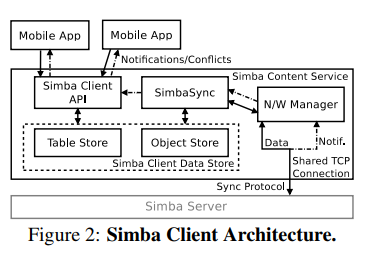 Mobile App
Mobile App
Notifications/Conflicts
Simba Content Service
Simba Client
API
SimbaSync
N/W Manager
Table Store
Object Store
Simba Client Data Store
Data
Notif.
Shared TCP
Connection
Sync Protocol
Simba Server
Figure 2: Simba Client Architecture.